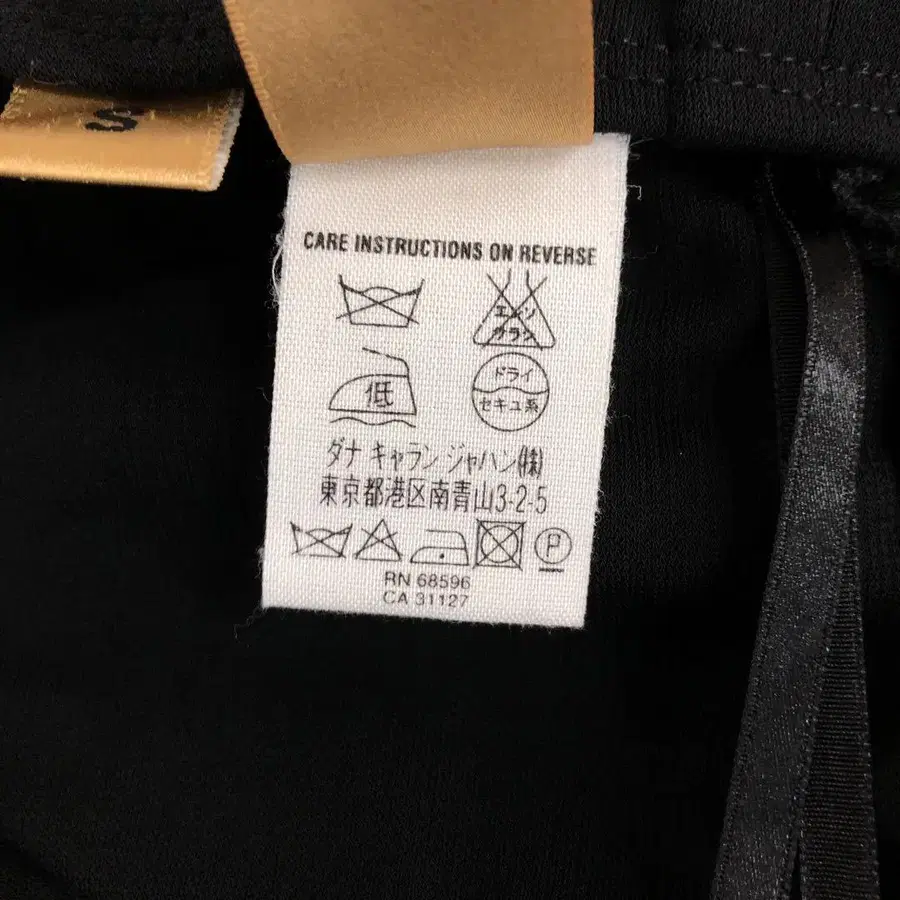 S
CARE INSTRUCTIONS ON REVERSE
エンソ
サラシ
低
ドライ
セキユ系
ダナ キャラン ジャパン(株)
東京都港区南青山3-2-5
P
RN 68596
CA 31127